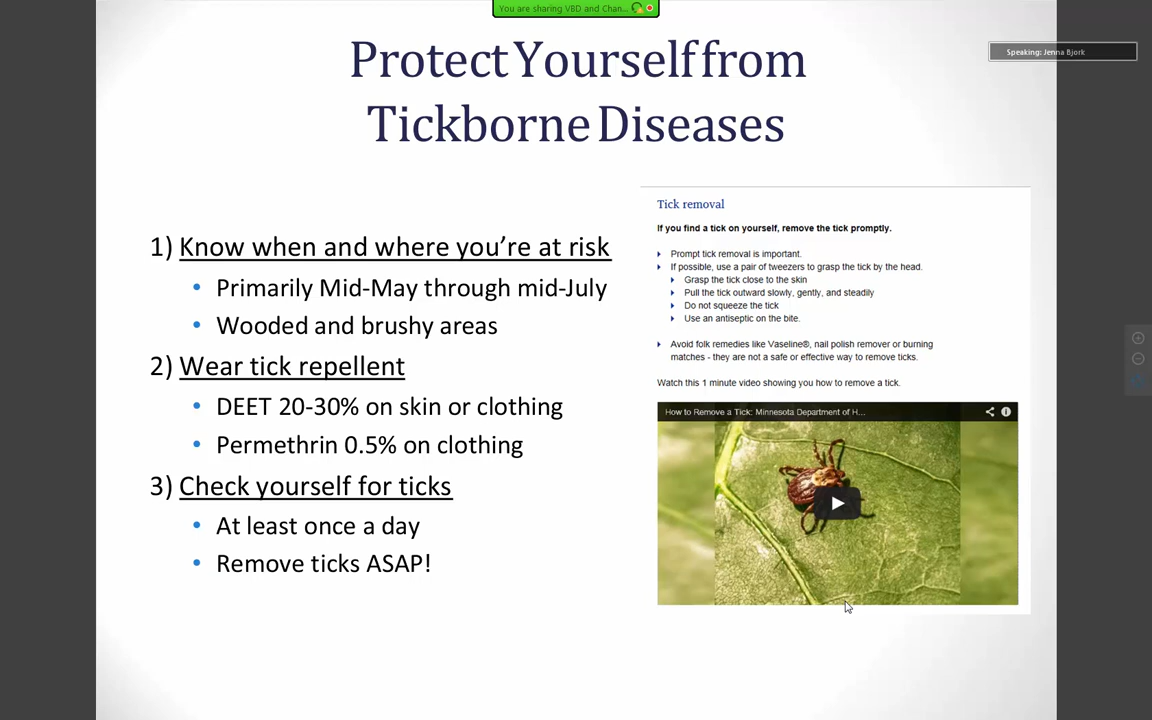 You are sharing VBD and Chan...
Speaking: Jenna Bjork
Protect Yourself from
Tickborne Diseases
1) Know when and where you're at risk
• Primarily Mid-May through mid-July
• Wooded and brushy areas
2) Wear tick repellent
• DEET 20-30% on skin or clothing
• Permethrin 0.5% on clothing
3) Check yourself for ticks
• At least once a day
• Remove ticks ASAP!
Tick removal
If you find a tick on yourself, remove the tick promptly.
Prompt tick removal is important.
If possible, use a pair of tweezers to grasp the tick by the head.
Grasp the tick close to the skin
Pull the tick outward slowly, gently, and steadily
Do not squeeze the tick
Use an antiseptic on the bite.
Avoid folk remedies like Vaseline®, nail polish remover or burning
matches - they are not a safe or effective way to remove ticks.
Watch this 1 minute video showing you how to remove a tick.
How to Remove a Tick: Minnesota Department of H...